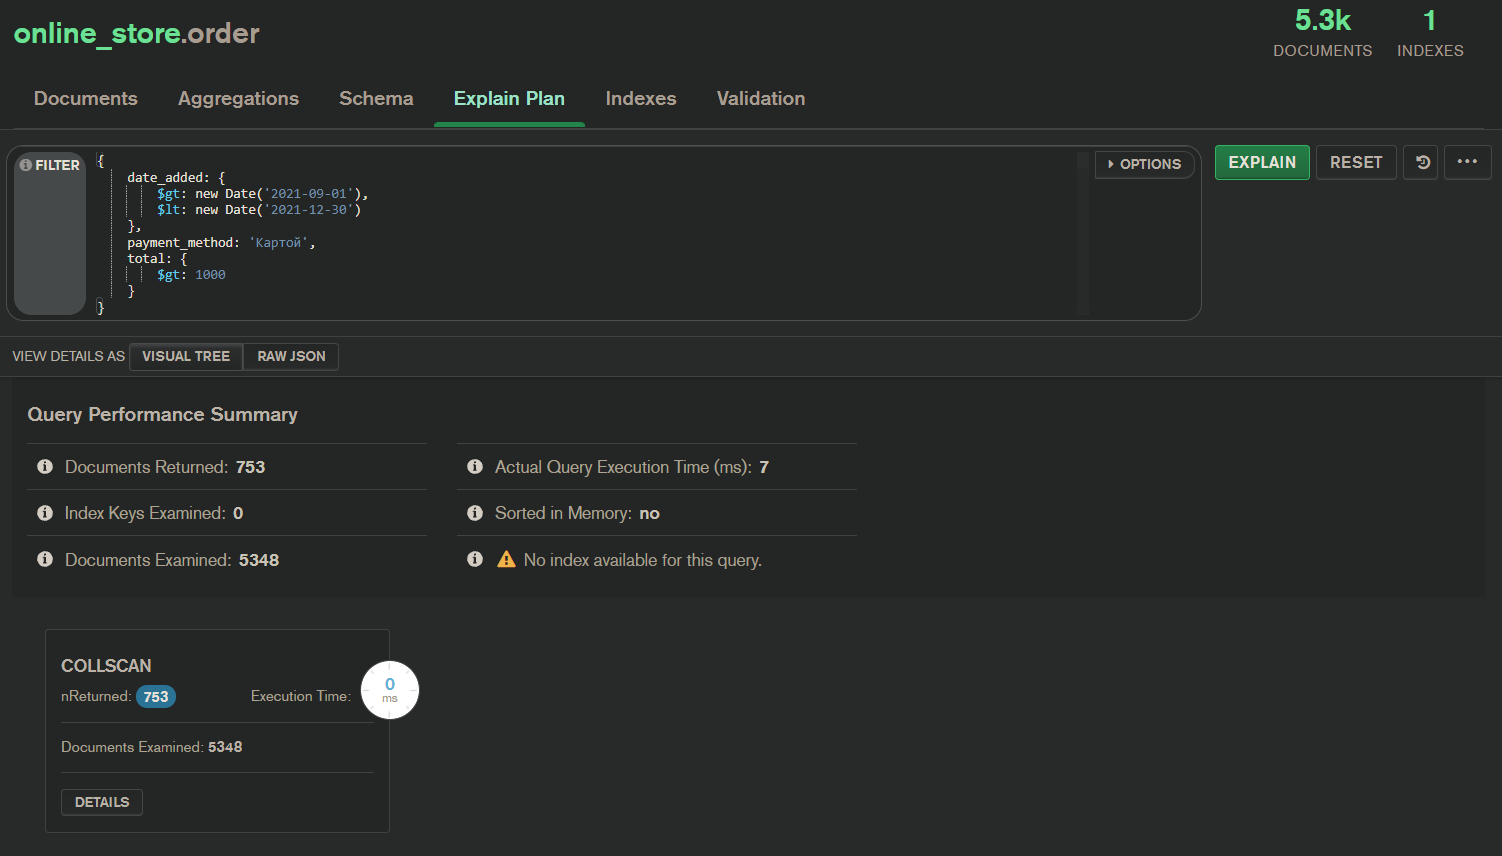 online_store.order
5.3k
DOCUMENTS
1
INDEXES
Documents
Aggregations
Schema
Explain Plan
Indexes
Validation
FILTER
{
date_added: {
$gt: new Date('2021-09-01'),
$lt: new Date('2021-12-30')
},
payment_method: 'Картой',
total: {
$gt: 1000
}
}
OPTIONS
EXPLAIN
RESET
VIEW DETAILS AS
VISUAL TREE
RAW JSON
Query Performance Summary
Documents Returned: 753
Index Keys Examined: 0
Documents Examined: 5348
Actual Query Execution Time (ms): 7
Sorted in Memory: no
No index available for this query.
COLLSCAN
nReturned: 753
Execution Time:
0
ms
Documents Examined: 5348
DETAILS